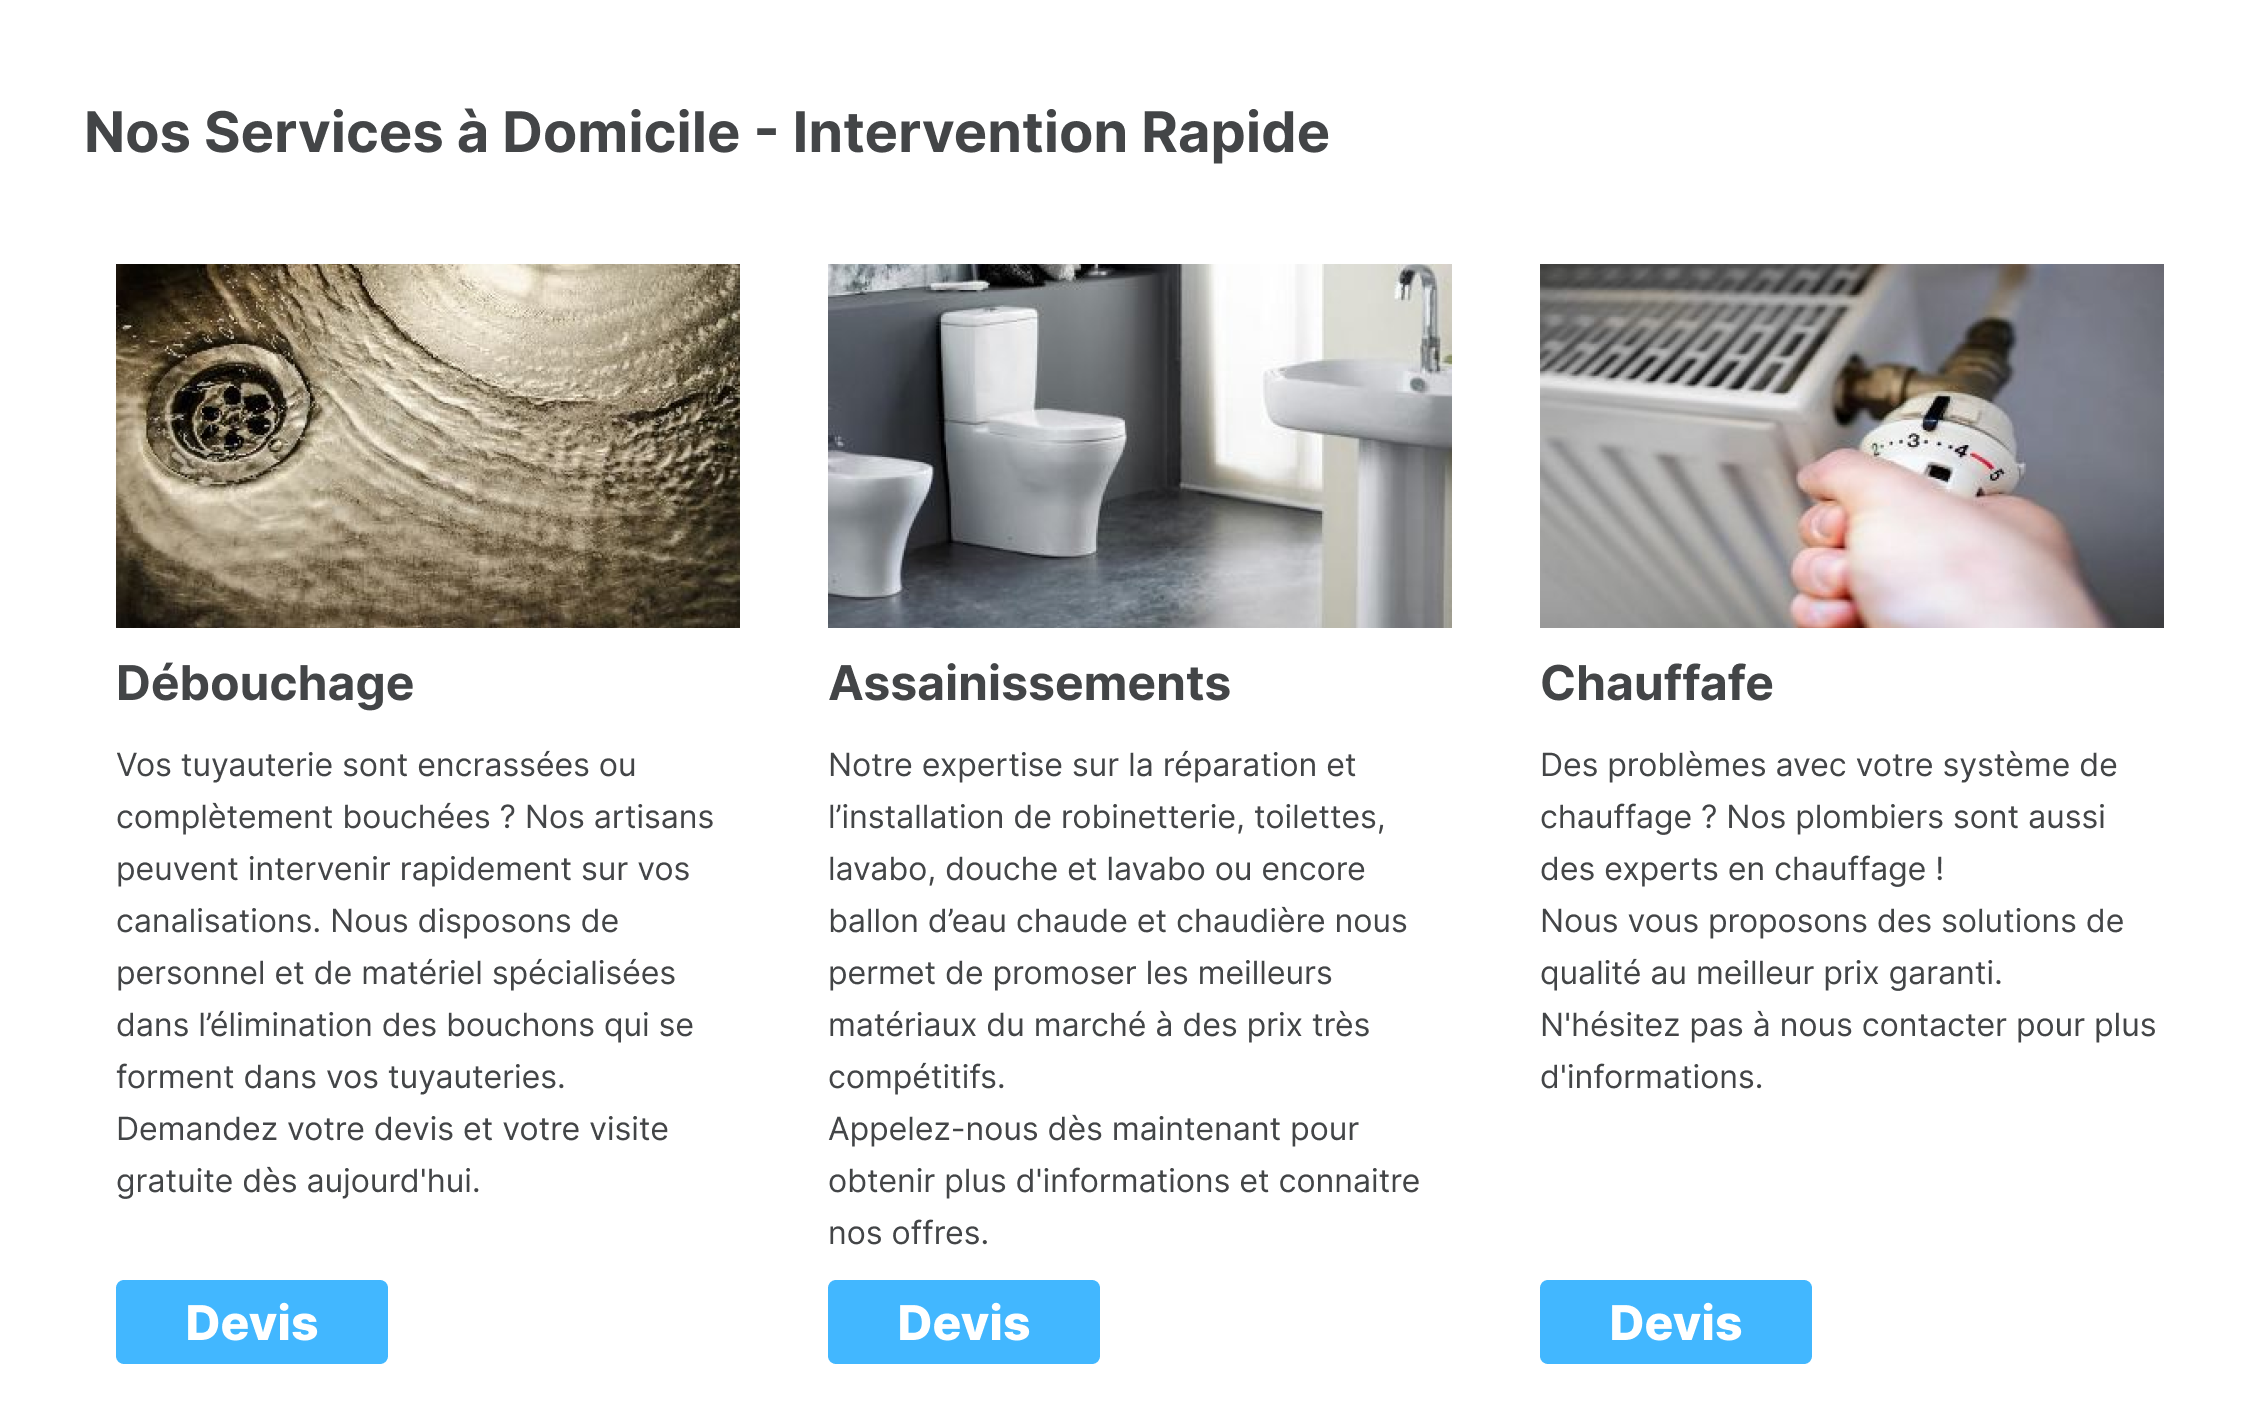 Nos Services à Domicile - Intervention Rapide
2···3···4 5
Débouchage
Vos tuyauterie sont encrassées ou
complètement bouchées ? Nos artisans
peuvent intervenir rapidement sur vos
canalisations. Nous disposons de
personnel et de matériel spécialisées
dans l’élimination des bouchons qui se
forment dans vos tuyauteries.
Demandez votre devis et votre visite
gratuite dès aujourd'hui.
Devis
Assainissements
Notre expertise sur la réparation et
l’installation de robinetterie, toilettes,
lavabo, douche et lavabo ou encore
ballon d’eau chaude et chaudière nous
permet de promoser les meilleurs
matériaux du marché à des prix très
compétitifs.
Appelez-nous dès maintenant pour
obtenir plus d'informations et connaitre
nos offres.
Devis
Chauffafe
Des problèmes avec votre système de
chauffage ? Nos plombiers sont aussi
des experts en chauffage !
Nous vous proposons des solutions de
qualité au meilleur prix garanti.
N'hésitez pas à nous contacter pour plus
d'informations.
Devis